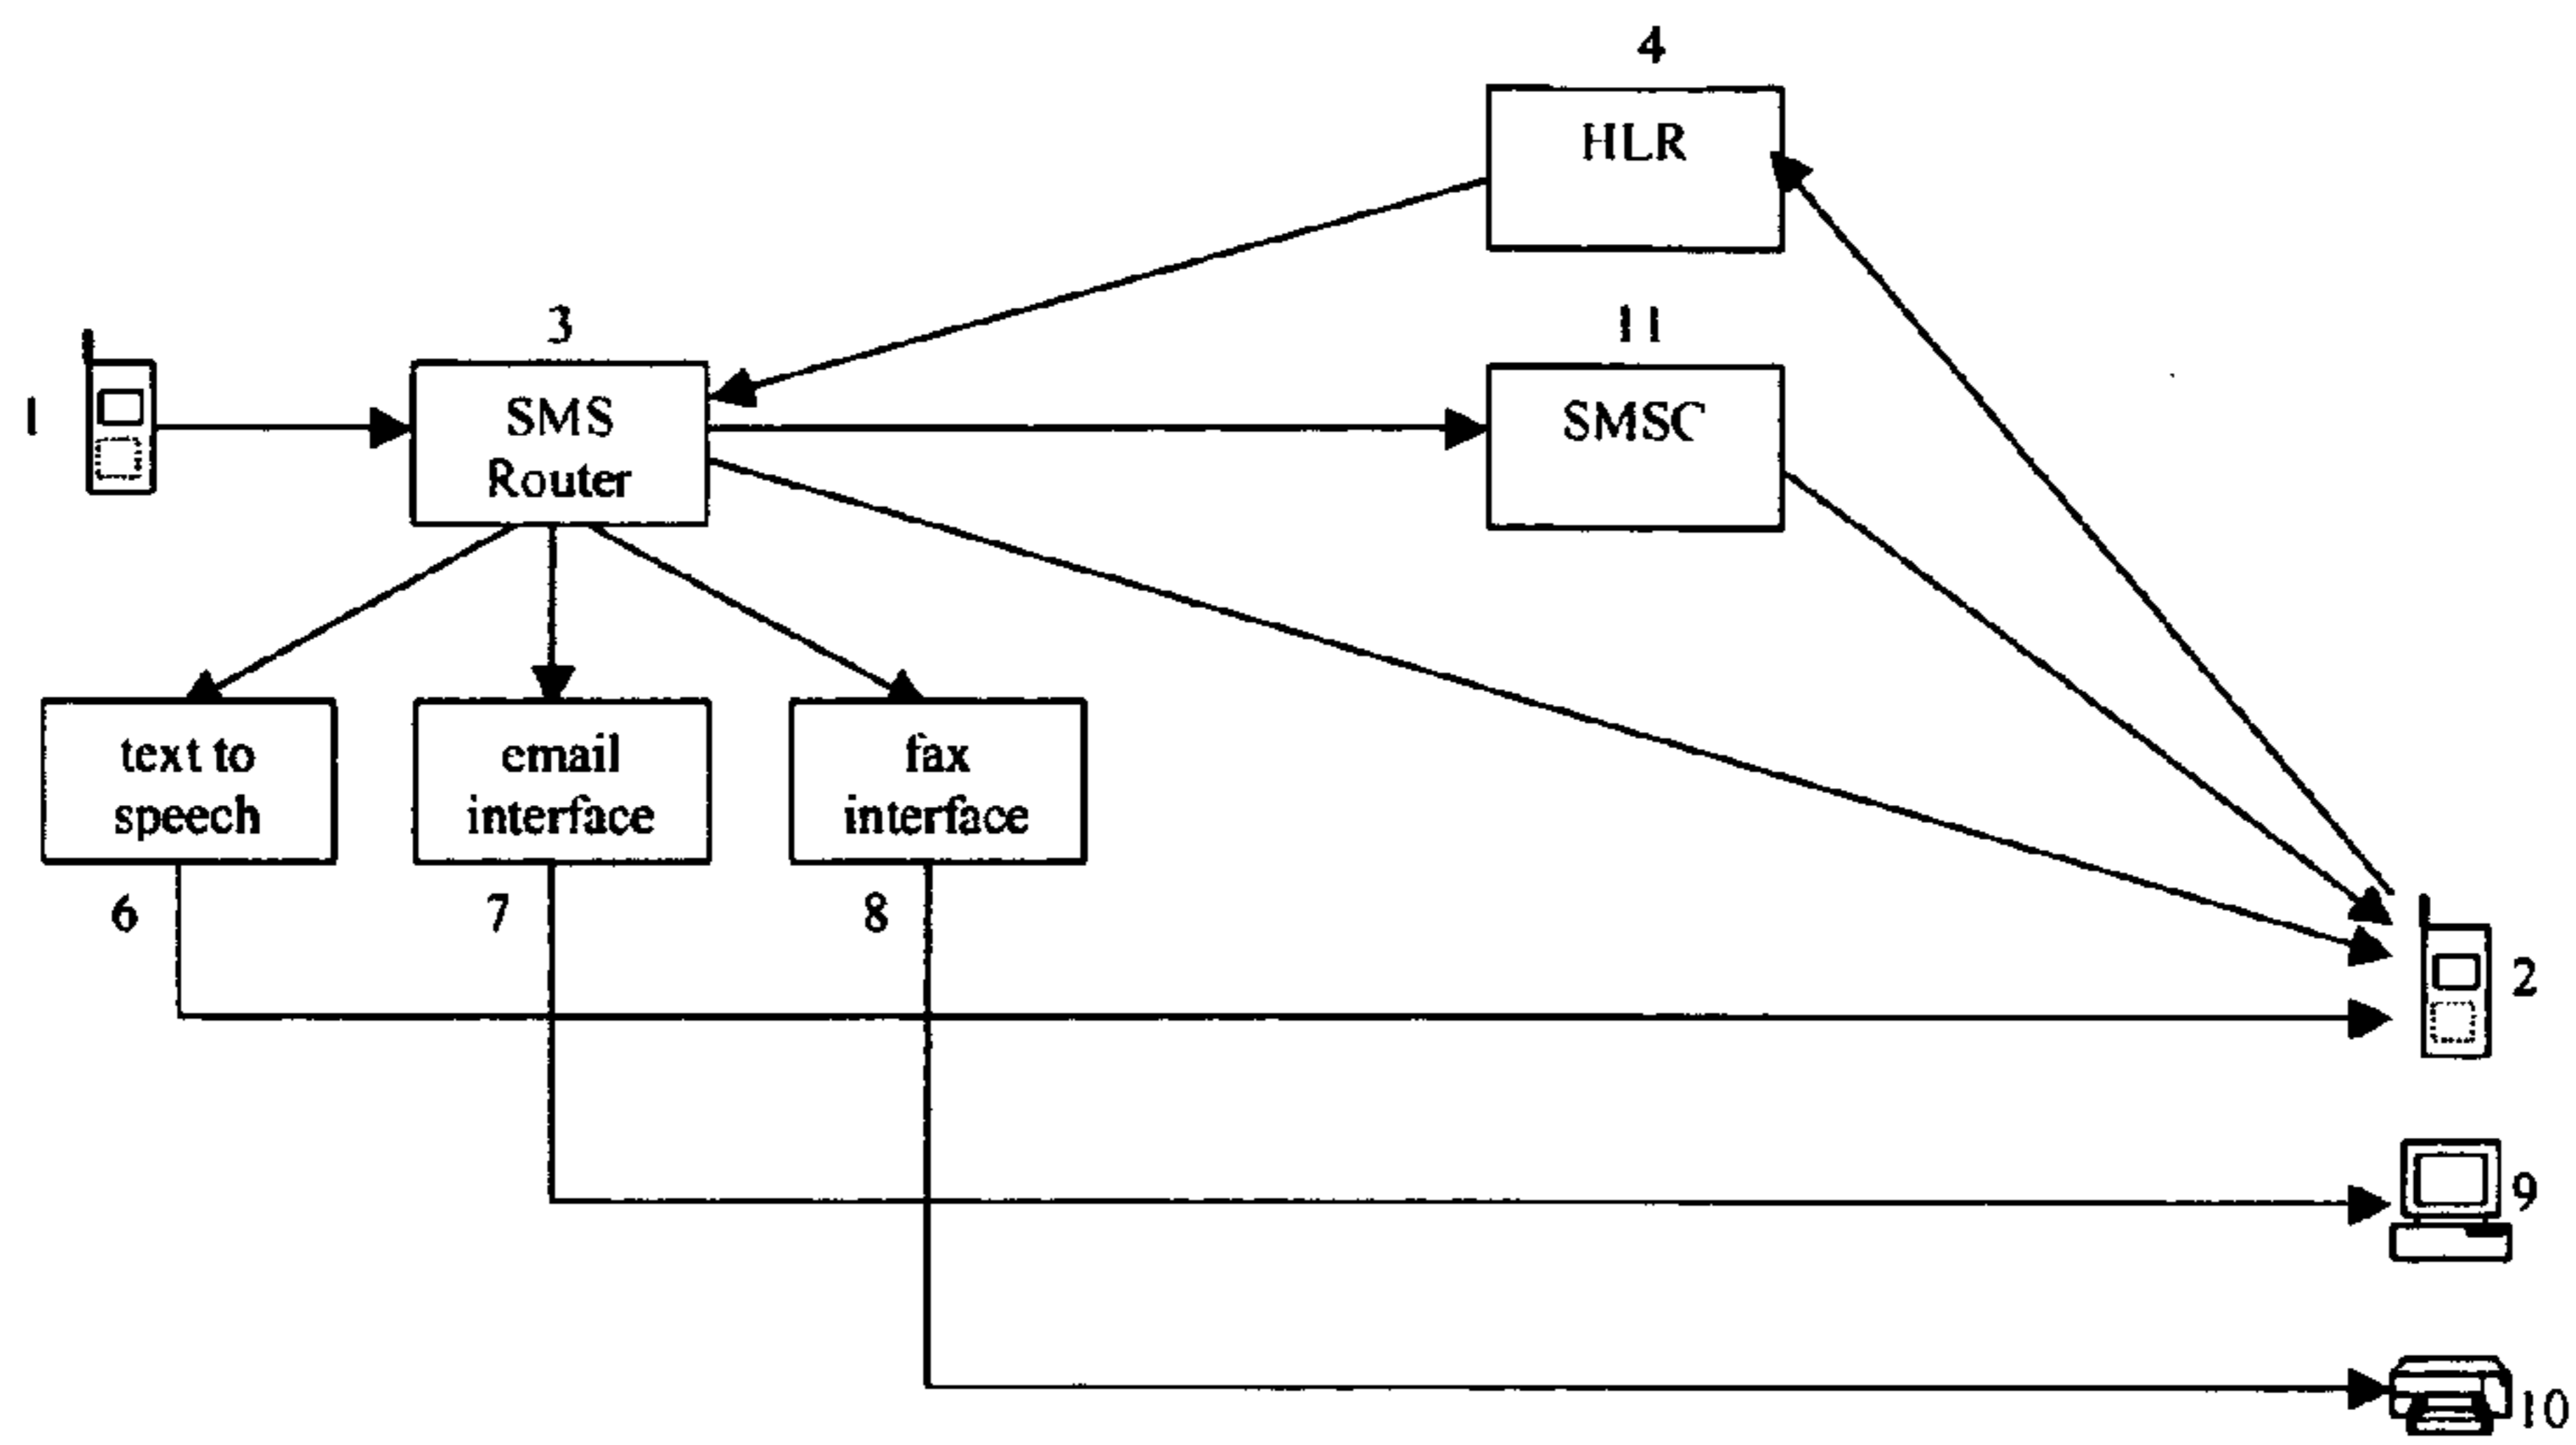 4
HLR
3
11
1
SMS
Router
SMSC
text to
speech
email
interface
fax
interface
6
7
8
2
9
10